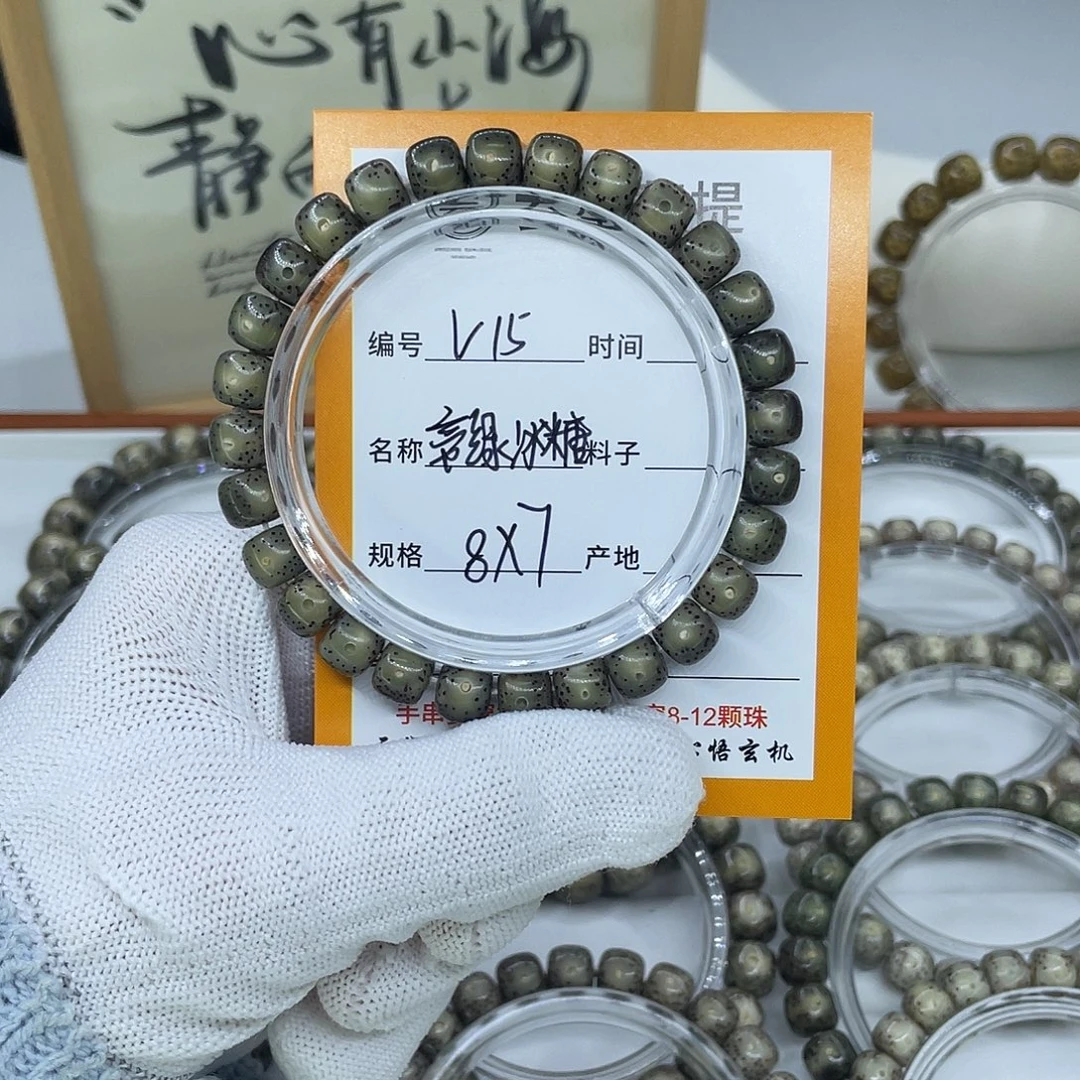 心有山海
静
提
编号 V15 时间
名称 高绿冰糖 料子
规格 8X7 产地
手串 8-12颗珠
悟玄机